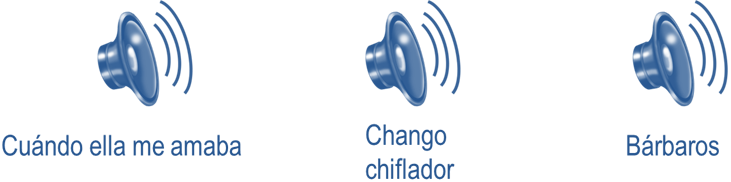 Cuándo ella me amaba
Chango
chiflador
Bárbaros